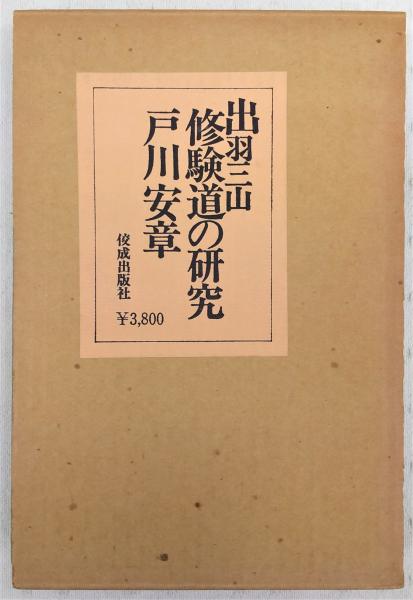 出羽三山
修験道の研究
戸川安章
佼成出版社
￥3,800